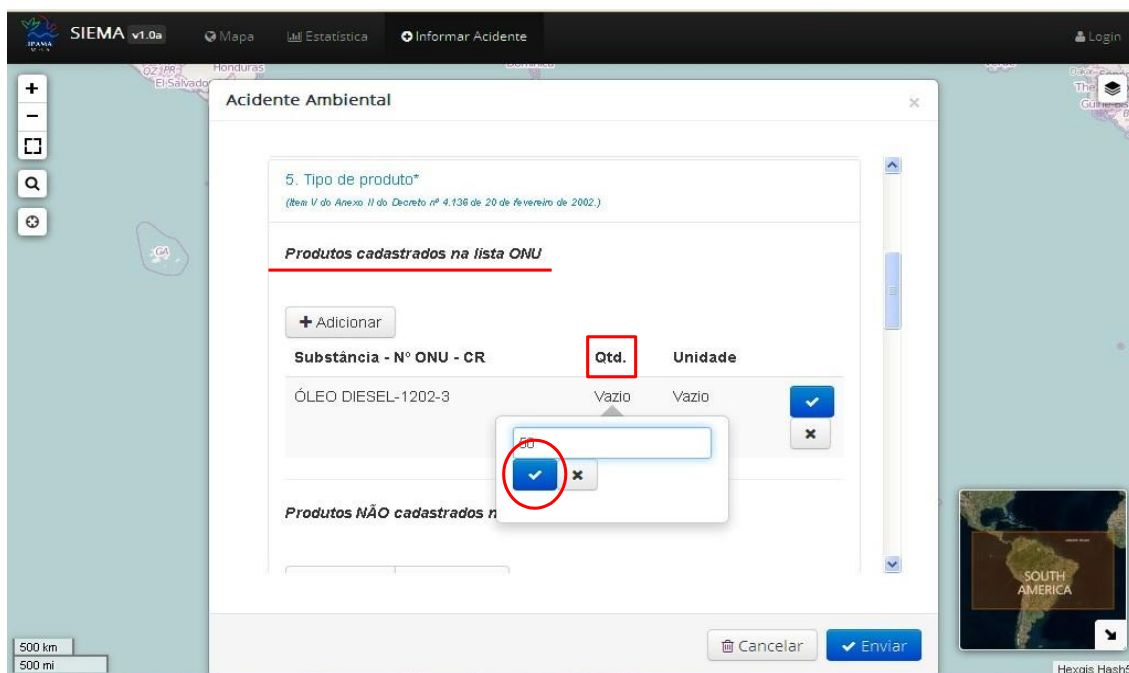 IBAMA
SIEMA v1.0a
Mapa
Estatística
Informar Acidente
Login
Honduras
El Salvador
Acidente Ambiental
×
5. Tipo de produto*
(Item V do Anexo II do Decreto nº 4.136 de 20 de fevereiro de 2002.)
Produtos cadastrados na lista ONU
Adicionar
Substância - Nº ONU - CR Qtd. Unidade
ÓLEO DIESEL-1202-3 Vazio Vazio
50
Produtos NÃO cadastrados
GA
SOUTH
AMERICA
Cancelar
Enviar
500 km
500 mi
Hexgis